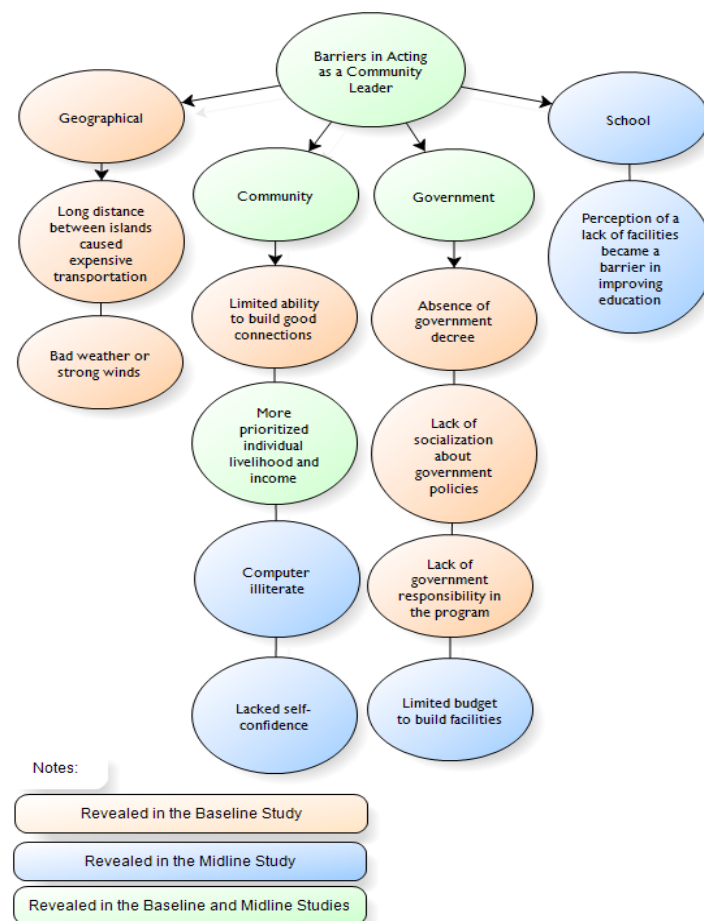 Barriers in Acting
as a Community
Leader
Geographical
School
Community
Government
Long distance
between islands
caused
expensive
transportation
Perception of a
lack of facilities
became a
barrier in
improving
education
Limited ability
to build good
connections
Absence of
government
decree
Bad weather or
strong winds
More
prioritized
individual
livelihood and
income
Lack of
socialization
about
government
policies
Computer
illiterate
Lack of
government
responsibility in
the program
Lacked self-
confidence
Limited budget
to build facilities
Notes:
Revealed in the Baseline Study
Revealed in the Midline Study
Revealed in the Baseline and Midline Studies